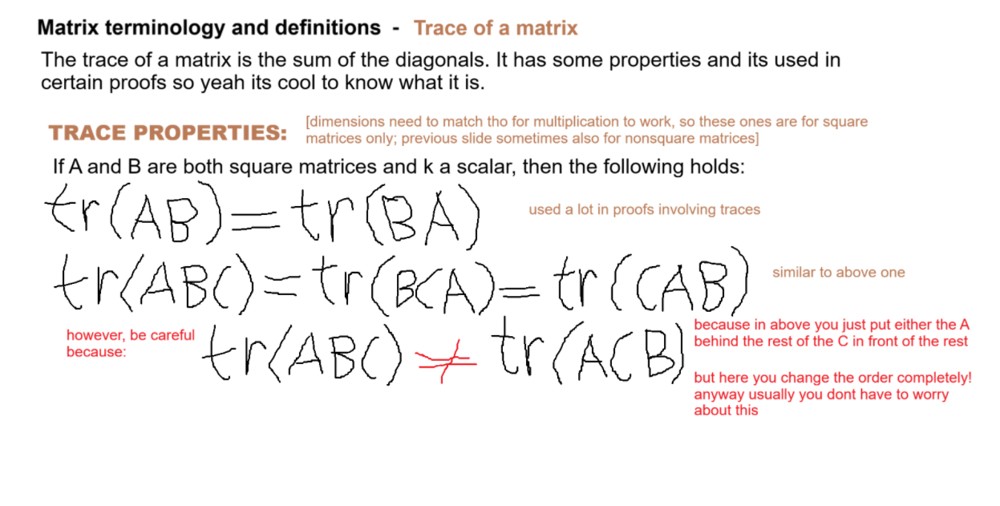 Matrix terminology and definitions - Trace of a matrix
The trace of a matrix is the sum of the diagonals. It has some properties and its used in
certain proofs so yeah its cool to know what it is.
TRACE PROPERTIES:
[dimensions need to match tho for multiplication to work, so these ones are for square
matrices only; previous slide sometimes also for nonsquare matrices]
If A and B are both square matrices and k a scalar, then the following holds:
tr(AB)=tr(BA)
used a lot in proofs involving traces
tr(ABC)=tr(BCA)=tr(CAB)
similar to above one
however, be careful
because:
tr(ABC)≠tr(ACB)
because in above you just put either the A
behind the rest of the C in front of the rest
but here you change the order completely!
anyway usually you dont have to worry
about this